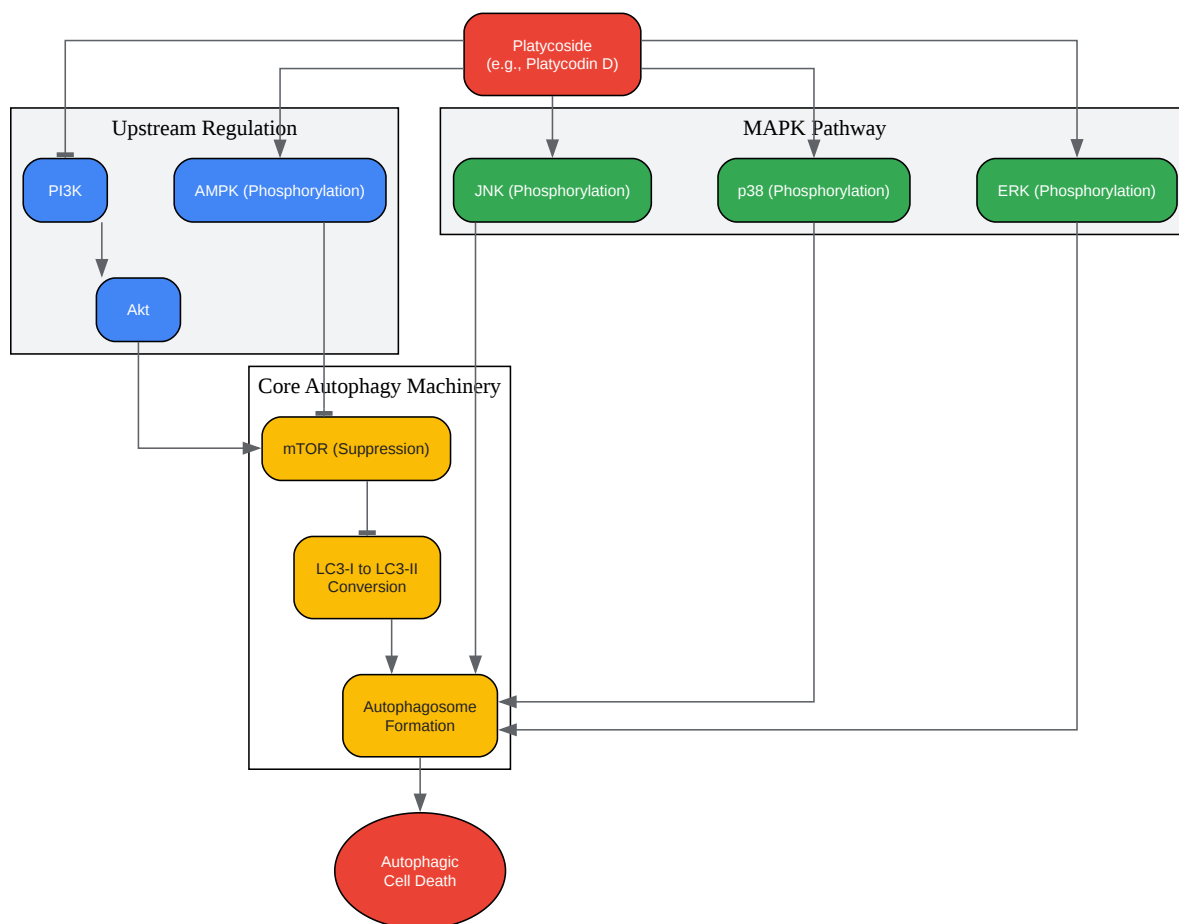 Platycoside
(e.g., Platycodin D)
Upstream Regulation
MAPK Pathway
PI3K
AMPK (Phosphorylation)
JNK (Phosphorylation)
p38 (Phosphorylation)
ERK (Phosphorylation)
Akt
Core Autophagy Machinery
mTOR (Suppression)
LC3-I to LC3-II
Conversion
Autophagosome
Formation
Autophagic
Cell Death